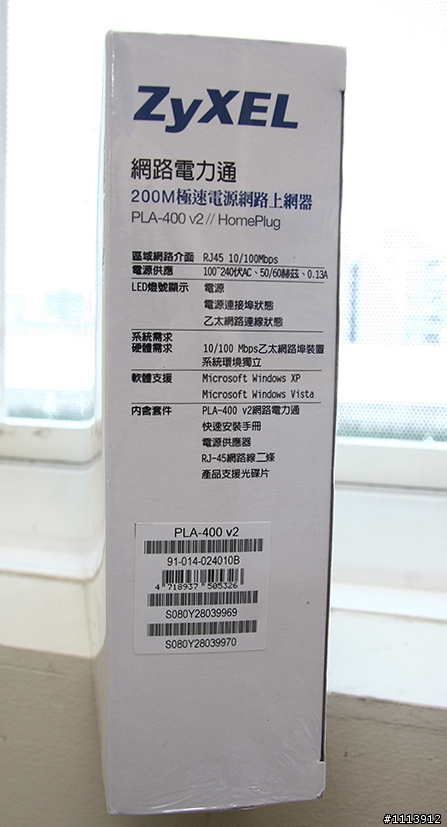 ZyXEL
網路電力通
200M極速電源網路上網器
PLA-400 v2 // HomePlug
區域網路介面 RJ45 10/100Mbps
電源供應 100~240伏AC、50/60赫茲、0.13A
LED燈號顯示 電源
電源連接埠狀態
乙太網路連線狀態
系統需求
硬體需求 10/100 Mbps乙太網路埠裝置
系統環境獨立
軟體支援 Microsoft Windows XP
Microsoft Windows Vista
內含套件 PLA-400 v2網路電力通
快速安裝手冊
電源供應器
RJ-45網路線二條
產品支援光碟片
PLA-400 v2
91-014-024010B
4 718937 505326
S080Y28039969
S080Y28039970
#1113912